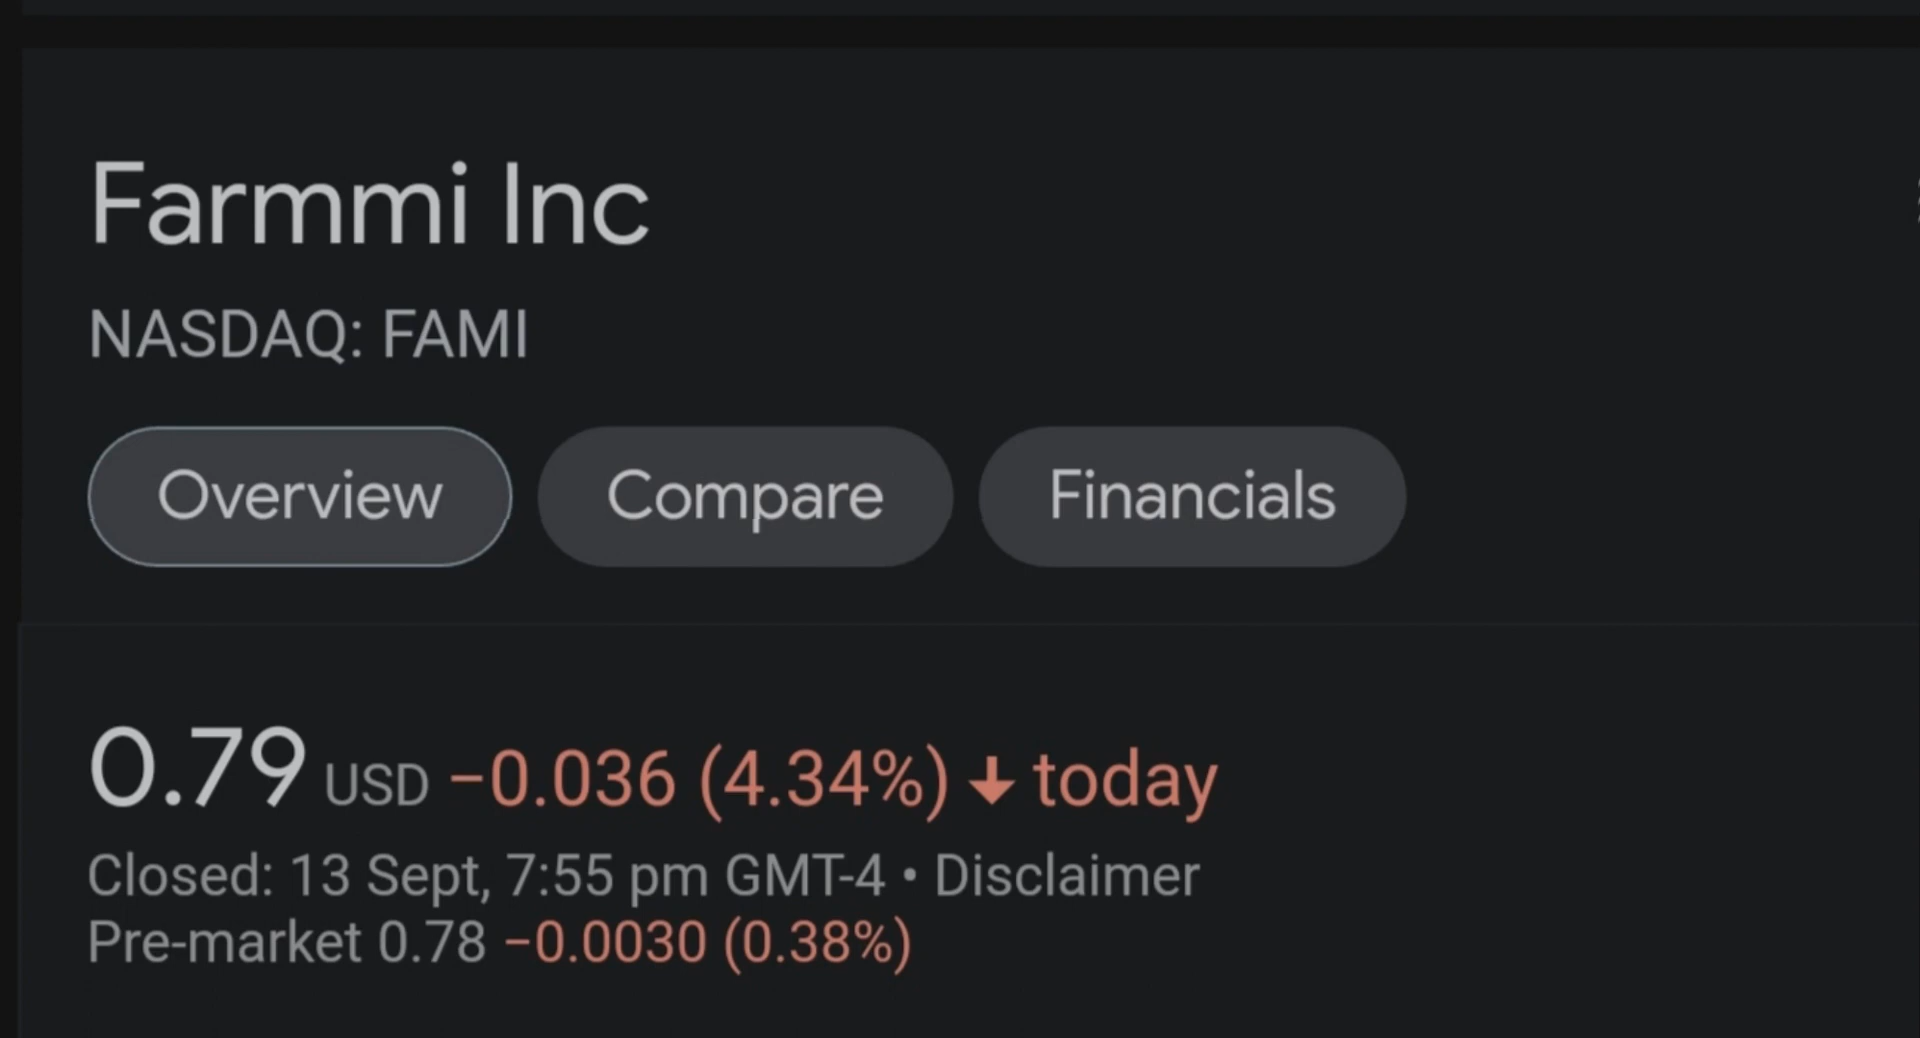 Farmmi Inc
NASDAQ: FAMI
Overview Compare Financials
0.79 USD −0.036 (4.34%) ↓ today
Closed: 13 Sept, 7:55 pm GMT-4 • Disclaimer
Pre-market 0.78 −0.0030 (0.38%)